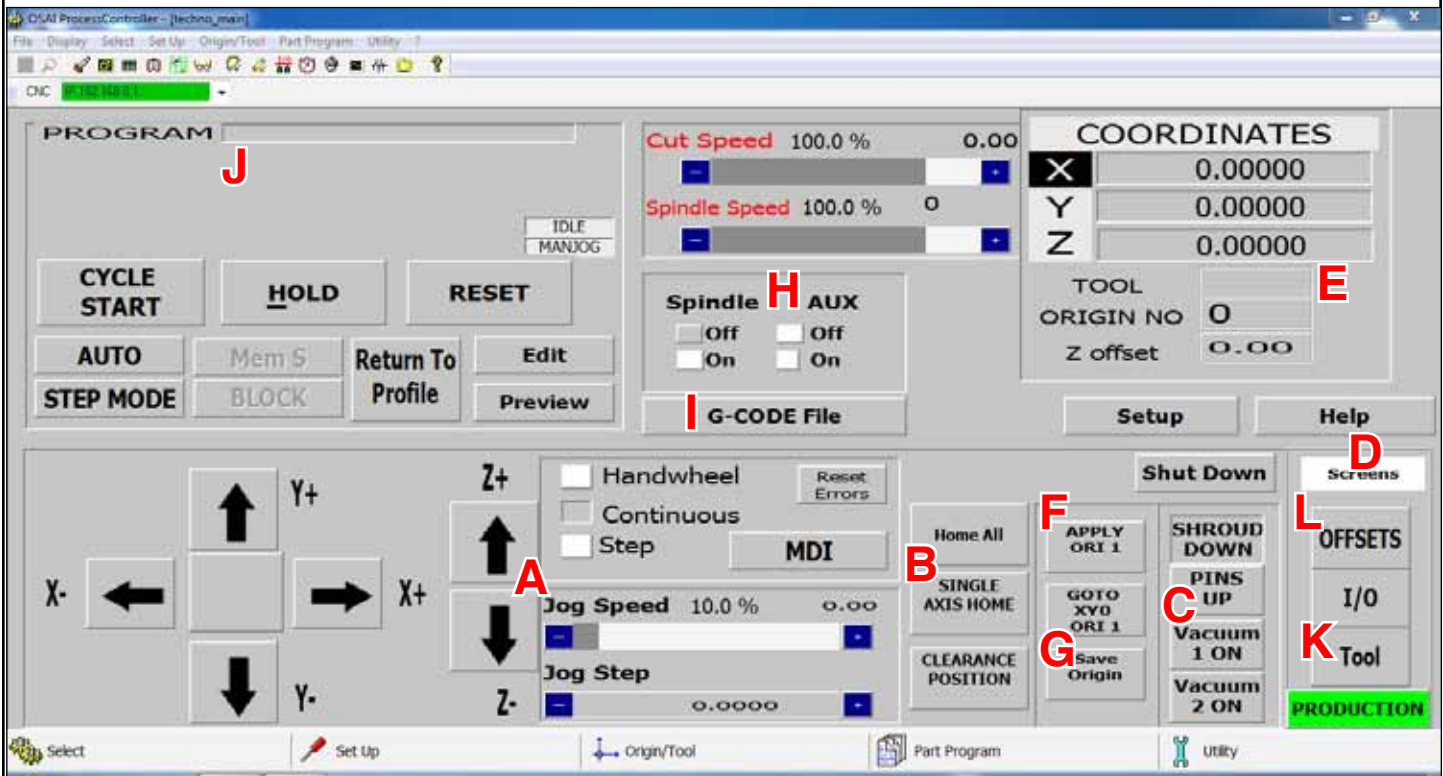 OSAI ProcessController - [techno_main]
File Display Select Set Up Origin/Tool Part Program Utility ?
CNC IP:192.168.0.1
PROGRAM
J
IDLE
MANJOG
CYCLE START
HOLD
RESET
AUTO
Mem S
Return To Profile
Edit
STEP MODE
BLOCK
Preview
Cut Speed 100.0 % 0.00
- +
Spindle Speed 100.0 % 0
- +
H
Spindle AUX
Off Off
On On
I
G-CODE File
COORDINATES
X 0.00000
Y 0.00000
Z 0.00000
E
TOOL
ORIGIN NO 0
Z offset 0.00
Setup
Help
D
Y+
X-
X+
Y-
Z+
Z-
A
Handwheel
Continuous
Step
Reset
Errors
MDI
Jog Speed 10.0 % 0.00
- +
Jog Step
- 0.0000 +
B
Home All
SINGLE
AXIS HOME
CLEARANCE
POSITION
F
APPLY
ORI 1
GOTO
XY0
ORI 1
G
Save
Origin
Shut Down
SHROUD
DOWN
C
PINS
UP
Vacuum
1 ON
Vacuum
2 ON
Screens
L
OFFSETS
I/O
K
Tool
PRODUCTION
Select
Set Up
Origin/Tool
Part Program
Utility